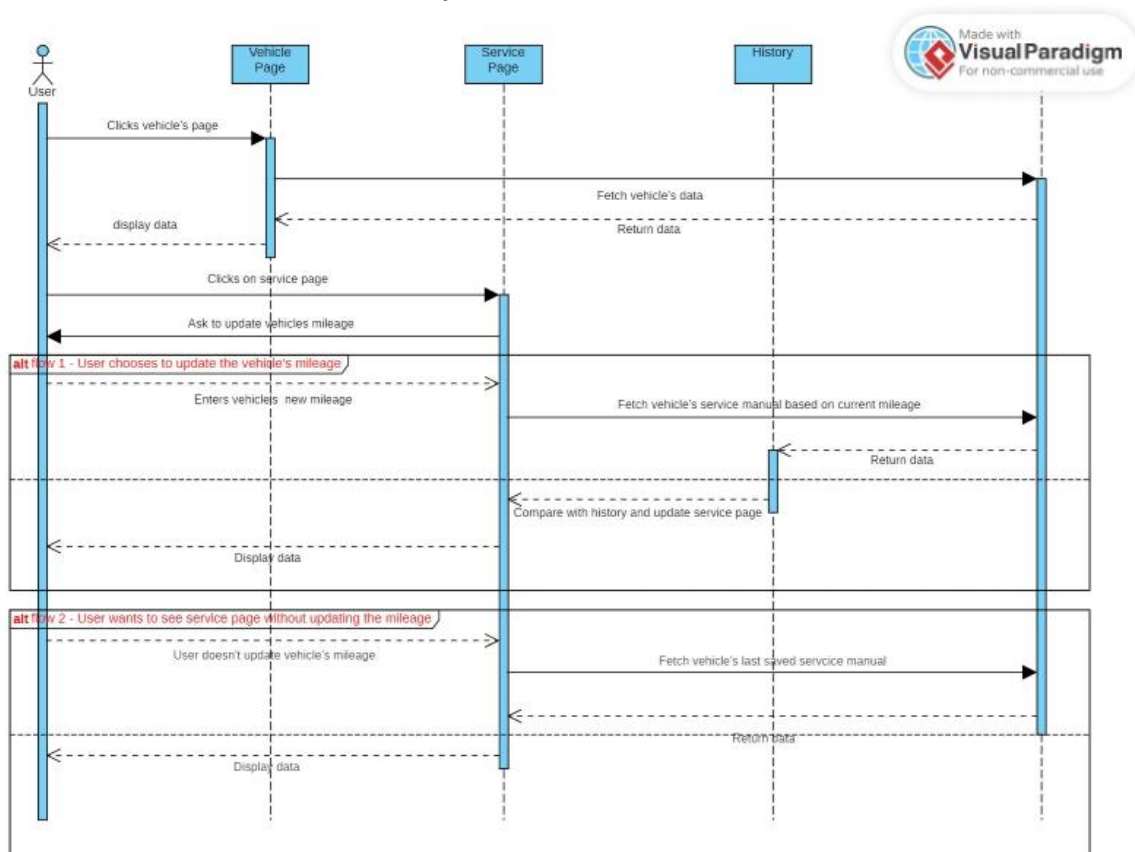 Made with
Visual Paradigm
For non-commercial use
User
Vehicle
Page
Service
Page
History
Clicks vehicle's page
Fetch vehicle's data
Return data
display data
Clicks on service page
Ask to update vehicles mileage
alt flow 1 - User chooses to update the vehicle's mileage
Enters vehicle's new mileage
Fetch vehicle's service manual based on current mileage
Return data
Compare with history and update service page
Display data
alt flow 2 - User wants to see service page without updating the mileage
User doesn't update vehicle's mileage
Fetch vehicle's last saved servcice manual
Return data
Display data